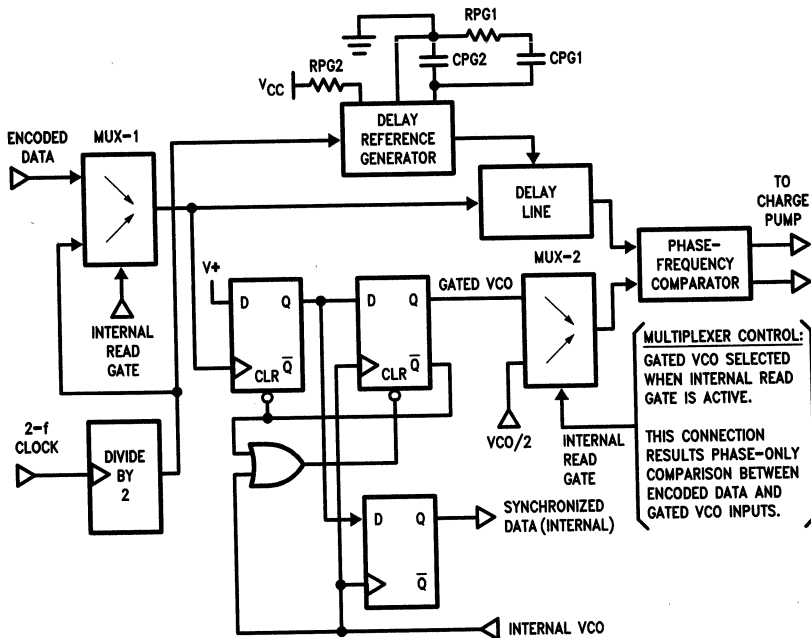 RPG1
RPG2
CPG2
CPG1
VCC
DELAY
REFERENCE
GENERATOR
ENCODED
DATA
MUX-1
DELAY
LINE
TO
CHARGE
PUMP
PHASE-
FREQUENCY
COMPARATOR
MUX-2
V+
D
Q
Q
CLR
D
Q
Q
CLR
GATED VCO
INTERNAL
READ
GATE
MULTIPLEXER CONTROL:
GATED VCO SELECTED
WHEN INTERNAL READ
GATE IS ACTIVE.
THIS CONNECTION
RESULTS PHASE-ONLY
COMPARISON BETWEEN
ENCODED DATA AND
GATED VCO INPUTS.
2-f
CLOCK
DIVIDE
BY
2
VCO/2
INTERNAL
READ
GATE
D
Q
Q
SYNCHRONIZED
DATA (INTERNAL)
INTERNAL VCO